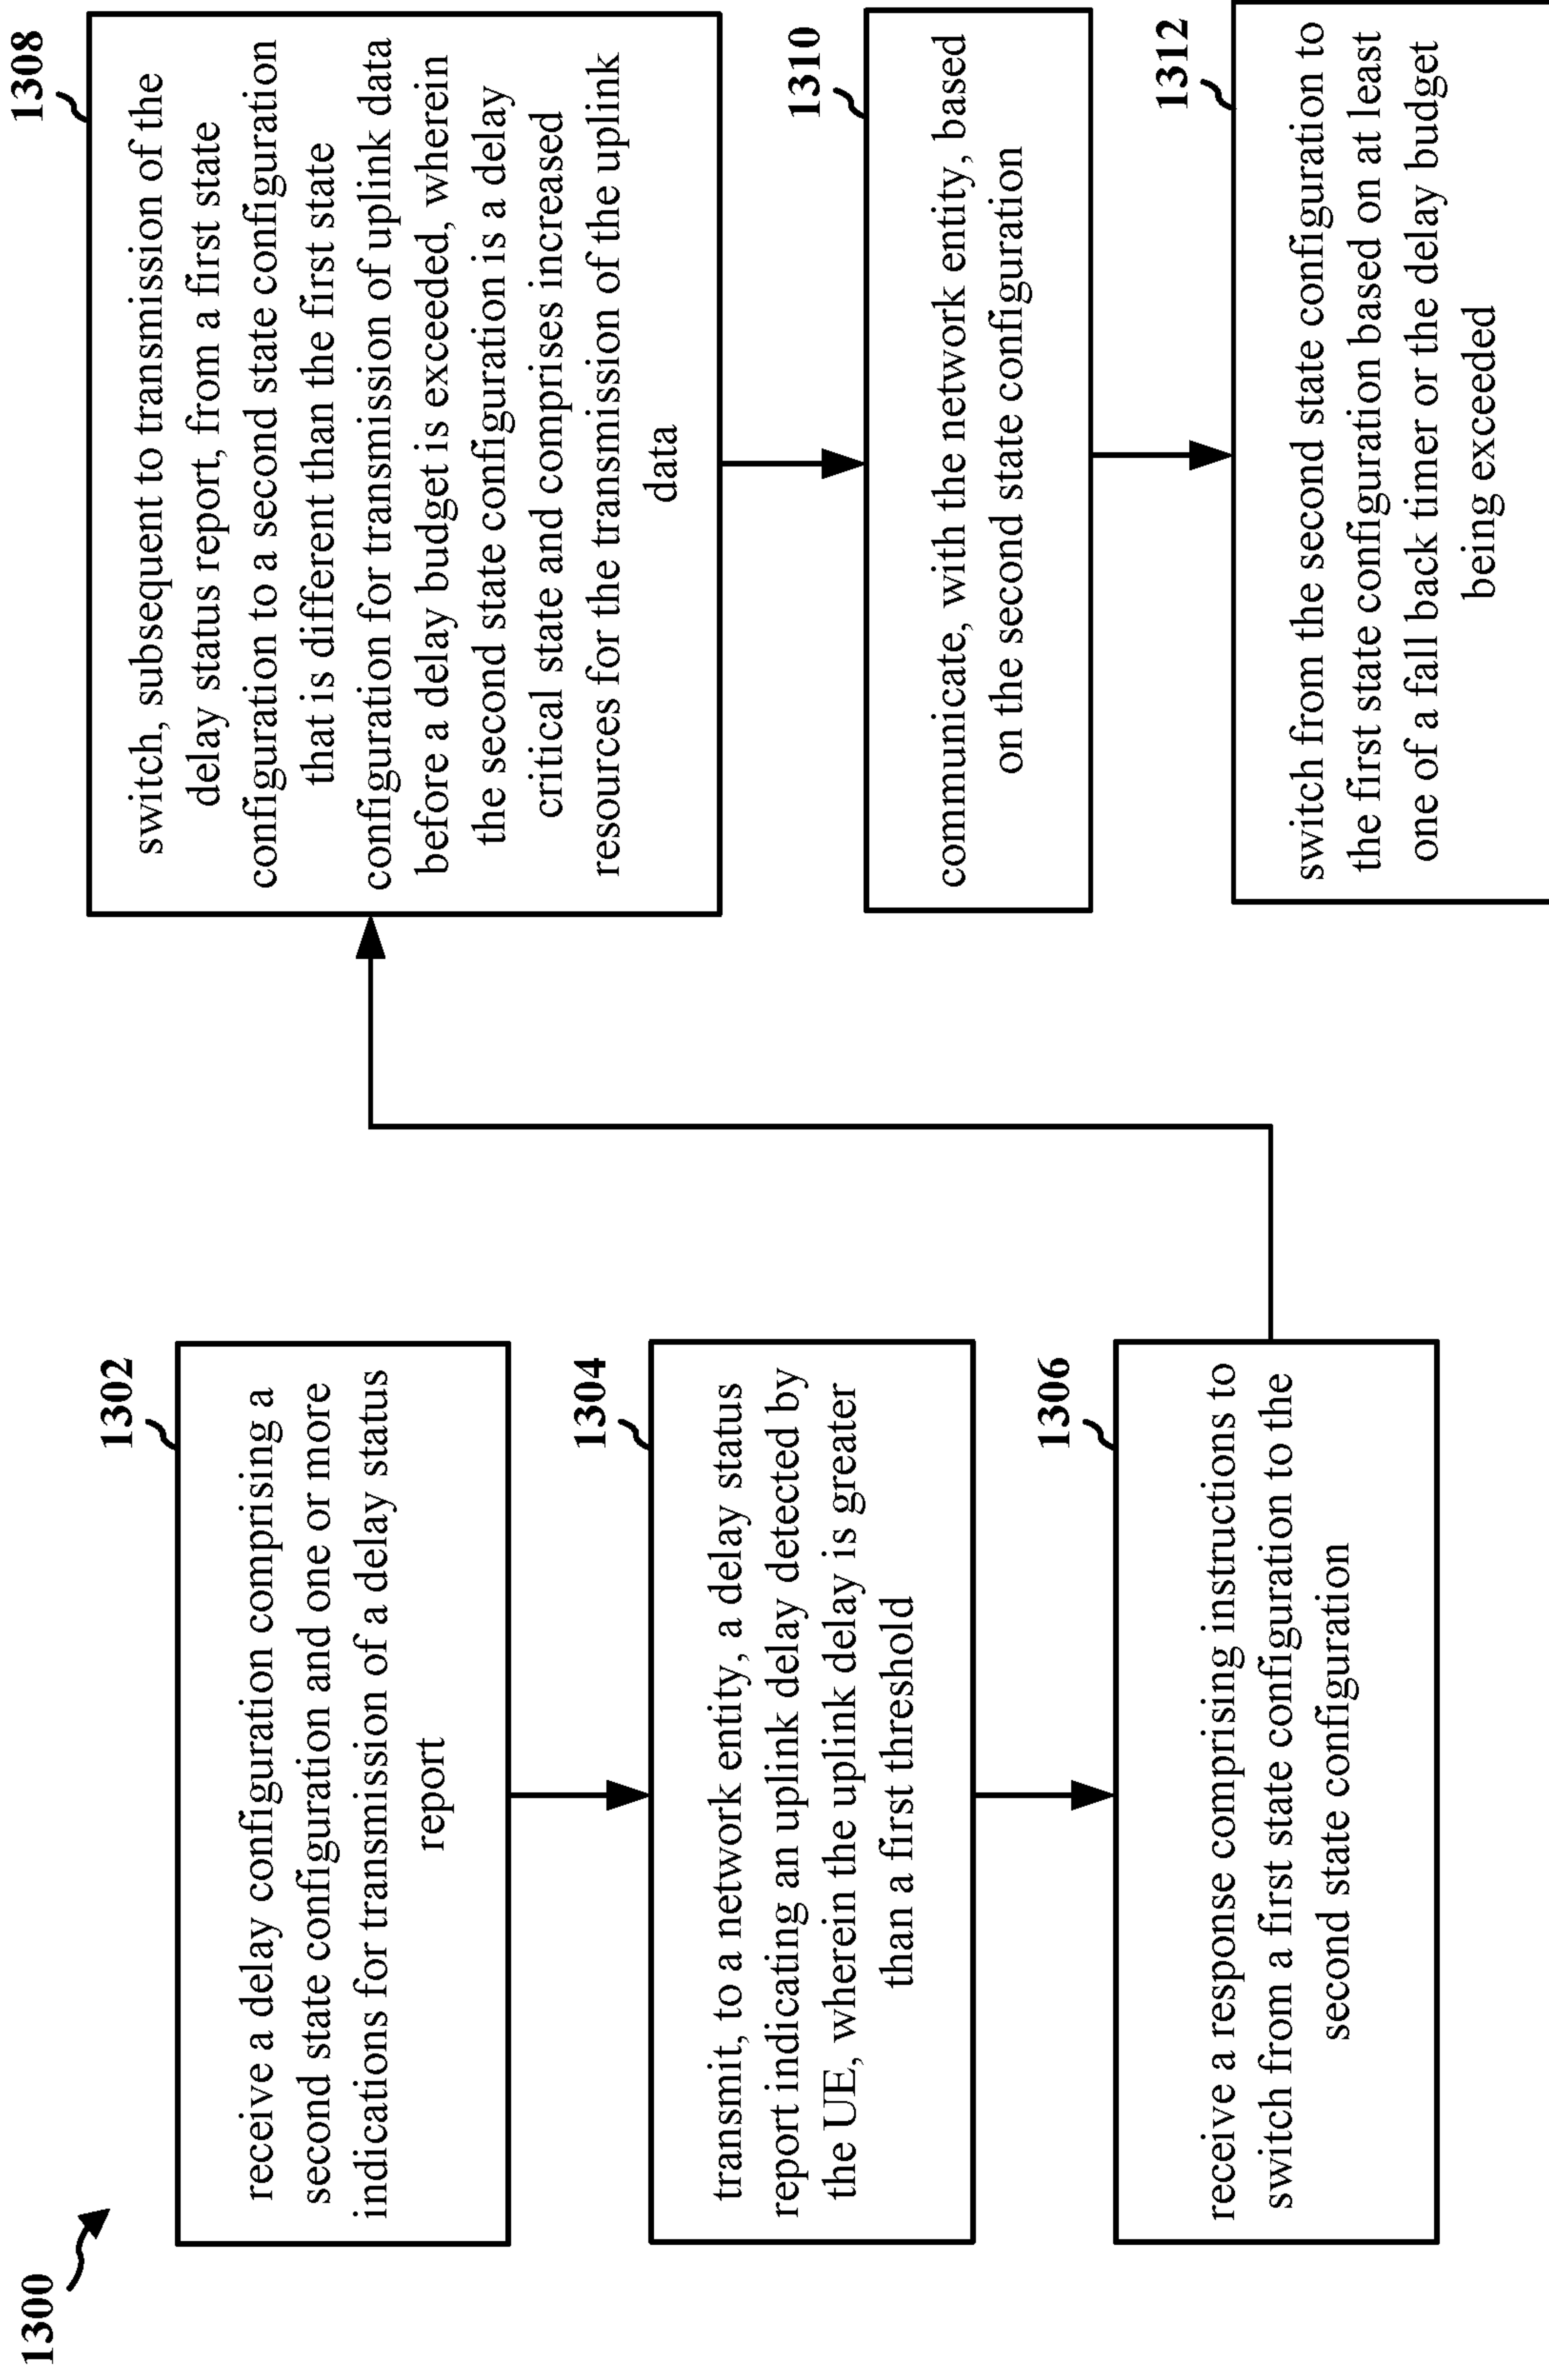 1300
1302
receive a delay configuration comprising a
second state configuration and one or more
indications for transmission of a delay status
report
1304
transmit, to a network entity, a delay status
report indicating an uplink delay detected by
the UE, wherein the uplink delay is greater
than a first threshold
1306
receive a response comprising instructions to
switch from a first state configuration to the
second state configuration
1308
switch, subsequent to transmission of the
delay status report, from a first state
configuration to a second state configuration
that is different than the first state
configuration for transmission of uplink data
before a delay budget is exceeded, wherein
the second state configuration is a delay
critical state and comprises increased
resources for the transmission of the uplink
data
1310
communicate, with the network entity, based
on the second state configuration
1312
switch from the second state configuration to
the first state configuration based on at least
one of a fall back timer or the delay budget
being exceeded